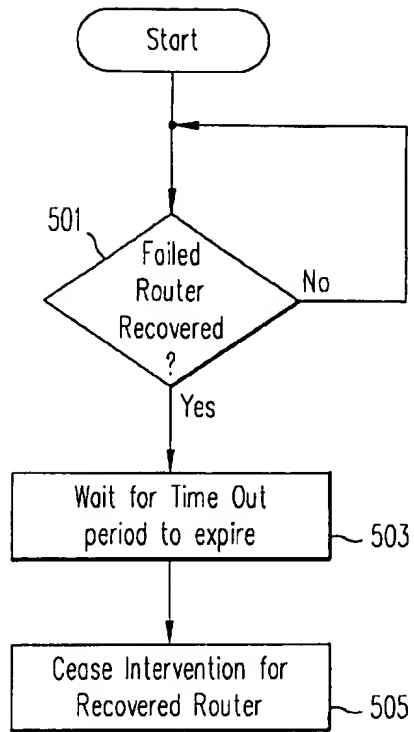 Start
501
Failed
Router
Recovered
?
No
Yes
Wait for Time Out
period to expire
503
Cease Intervention for
Recovered Router
505